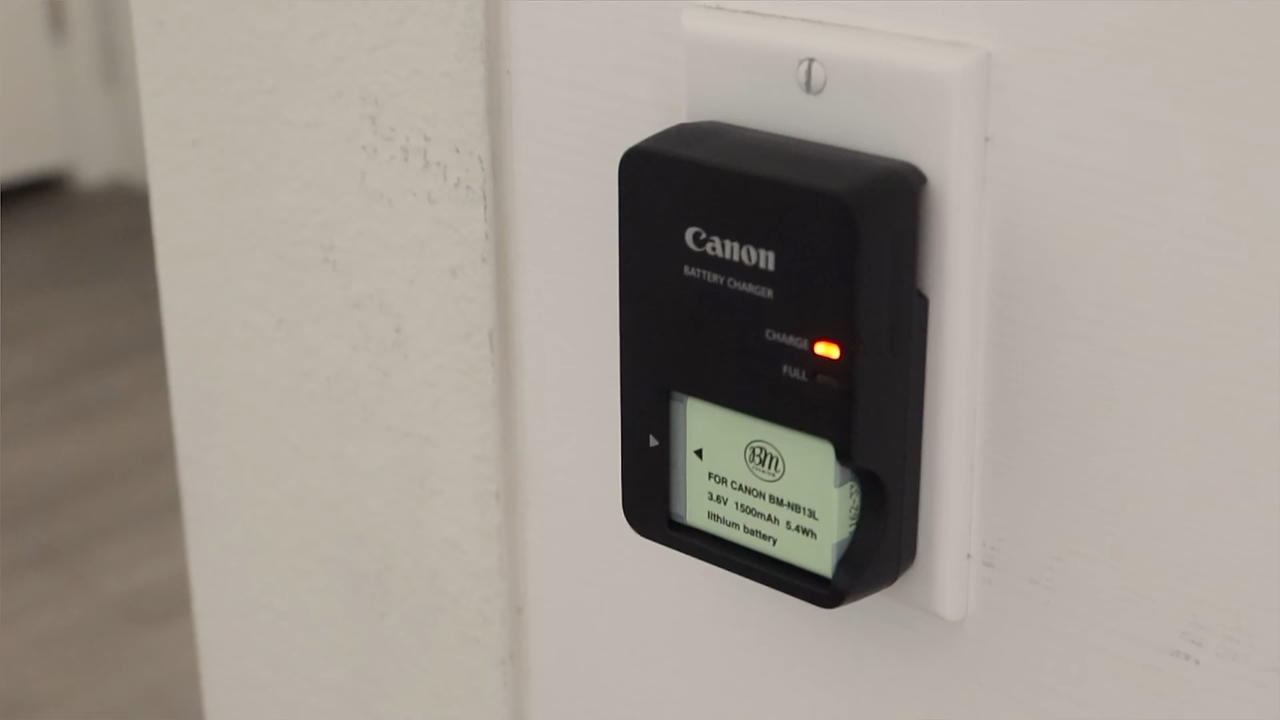 Canon
BATTERY CHARGER
CHARGE
FULL
BM
FOR CANON BM-NB13L
3.6V 1500mAh 5.4Wh
lithium battery